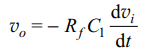 v_o = − R_f C_1 dv_i/dt